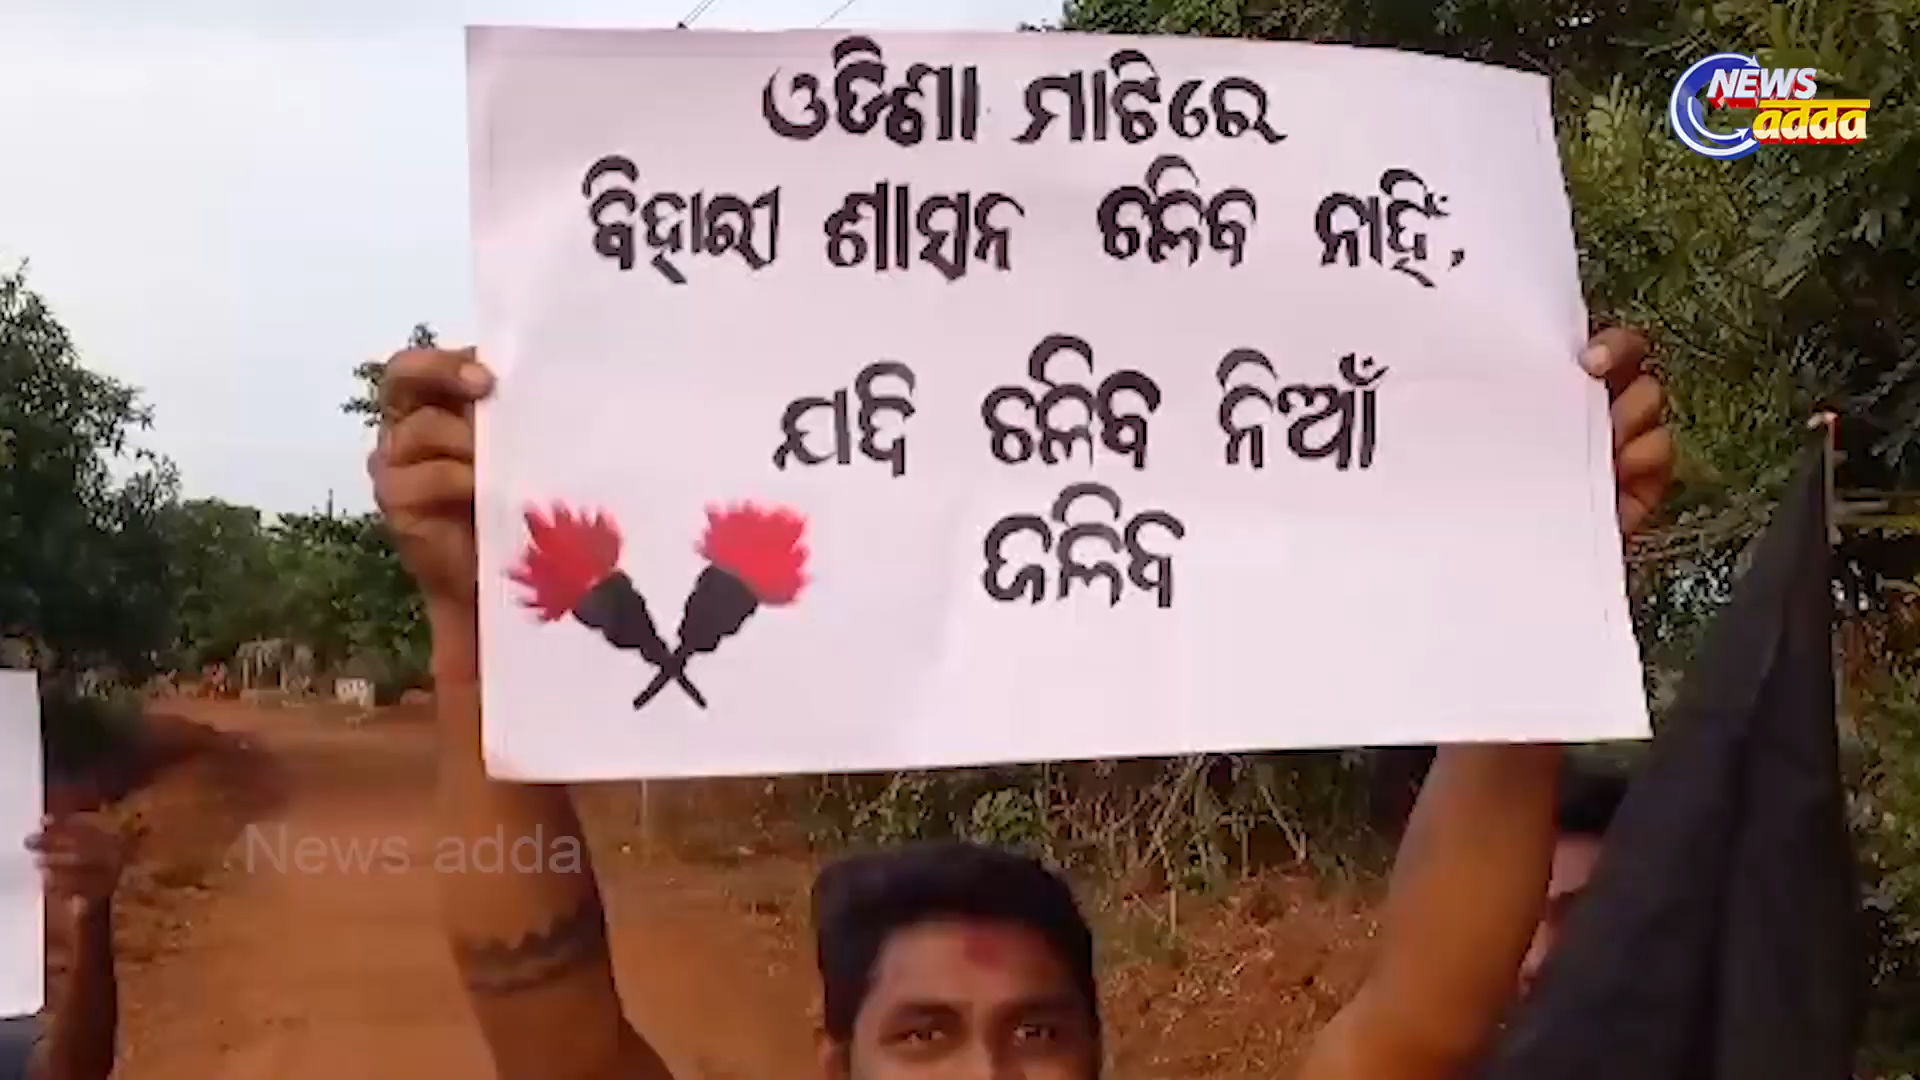 ଓଡିଶା ମାଟିରେ
ବିହାରୀ ଶାସନ ଚଳିବ ନାହିଁ,
ଯଦି ଚଳିବ ନିଆଁ
ଜଳିବ
NEWS
adda
News adda